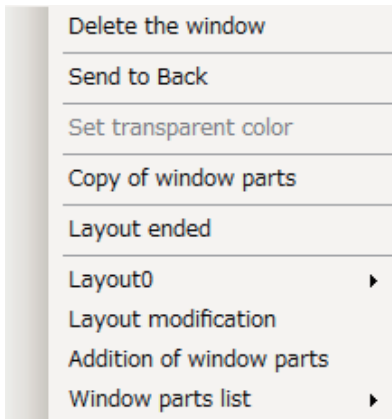 Delete the window
Send to Back
Set transparent color
Copy of window parts
Layout ended
Layout0
Layout modification
Addition of window parts
Window parts list